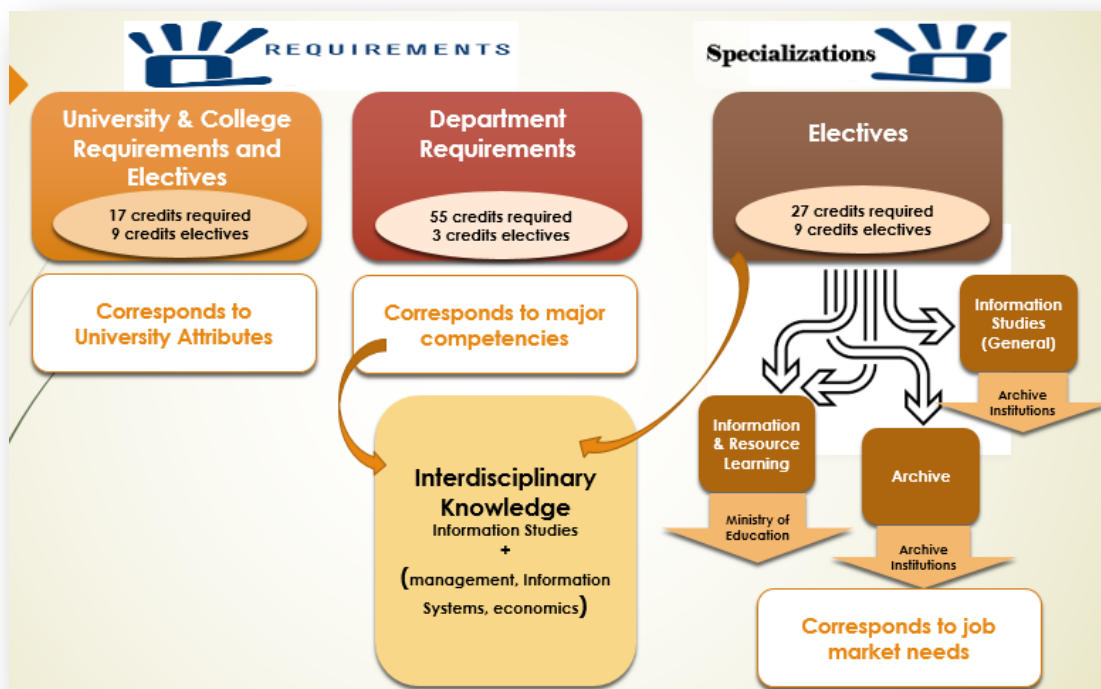 REQUIREMENTS
Specializations
University & College
Requirements and
Electives
17 credits required
9 credits electives
Department
Requirements
55 credits required
3 credits electives
Electives
27 credits required
9 credits electives
Corresponds to
University Attributes
Corresponds to major
competencies
Interdisciplinary
Knowledge
Information Studies
+
(management, Information
Systems, economics)
Information
Studies
(General)
Archive
Institutions
Information
& Resource
Learning
Ministry of
Education
Archive
Archive
Institutions
Corresponds to job
market needs